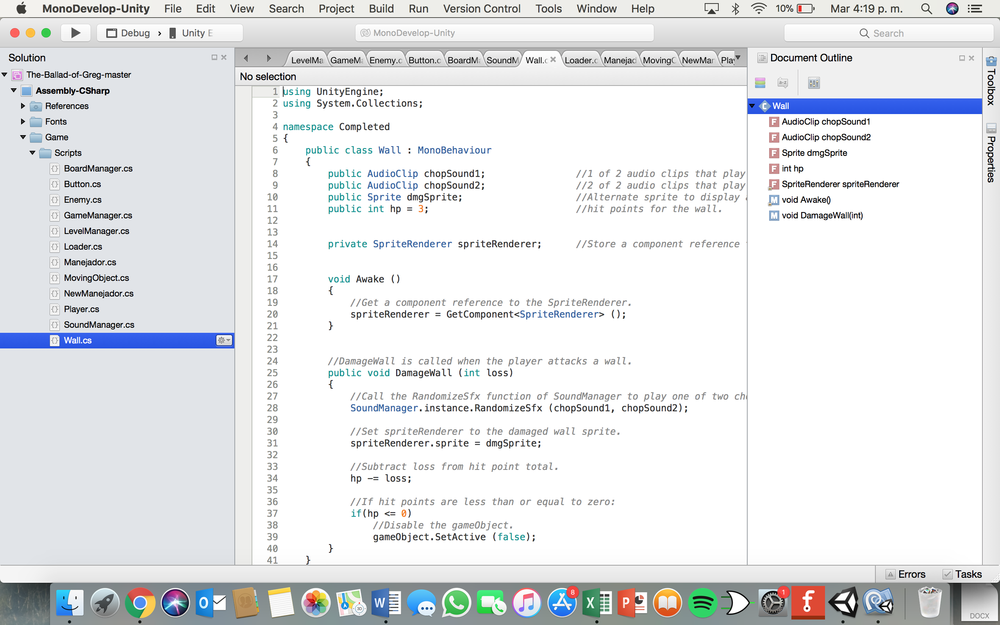 MonoDevelop-Unity File Edit View Search Project Build Run Version Control Tools Window Help 10% Mar 4:19 p. m.
Debug › Unity E
MonoDevelop-Unity
Search
Solution
The-Ballad-of-Greg-master
Assembly-CSharp
References
Fonts
Game
Scripts
BoardManager.cs
Button.cs
Enemy.cs
GameManager.cs
LevelManager.cs
Loader.cs
Manejador.cs
MovingObject.cs
NewManejador.cs
Player.cs
SoundManager.cs
Wall.cs
LevelMa GameMa Enemy.c Button.c BoardMa SoundM Wall.c Loader.c Manejad MovingO NewMan Play
No selection
1 using UnityEngine;
2 using System.Collections;
3
4 namespace Completed
5 {
6 public class Wall : MonoBehaviour
7 {
8 public AudioClip chopSound1; //1 of 2 audio clips that play
9 public AudioClip chopSound2; //2 of 2 audio clips that play
10 public Sprite dmgSprite; //Alternate sprite to display
11 public int hp = 3; //hit points for the wall.
12
13
14 private SpriteRenderer spriteRenderer; //Store a component reference
15
16
17 void Awake ()
18 {
19 //Get a component reference to the SpriteRenderer.
20 spriteRenderer = GetComponent<SpriteRenderer> ();
21 }
22
23
24 //DamageWall is called when the player attacks a wall.
25 public void DamageWall (int loss)
26 {
27 //Call the RandomizeSfx function of SoundManager to play one of two ch
28 SoundManager.instance.RandomizeSfx (chopSound1, chopSound2);
29
30 //Set spriteRenderer to the damaged wall sprite.
31 spriteRenderer.sprite = dmgSprite;
32
33 //Subtract loss from hit point total.
34 hp -= loss;
35
36 //If hit points are less than or equal to zero:
37 if(hp <= 0)
38 //Disable the gameObject.
39 gameObject.SetActive (false);
40 }
41 }
Document Outline
a-z
Wall
AudioClip chopSound1
AudioClip chopSound2
Sprite dmgSprite
int hp
SpriteRenderer spriteRenderer
void Awake()
void DamageWall(int)
Toolbox
Properties
Errors Tasks
3D
8
1
DOCX